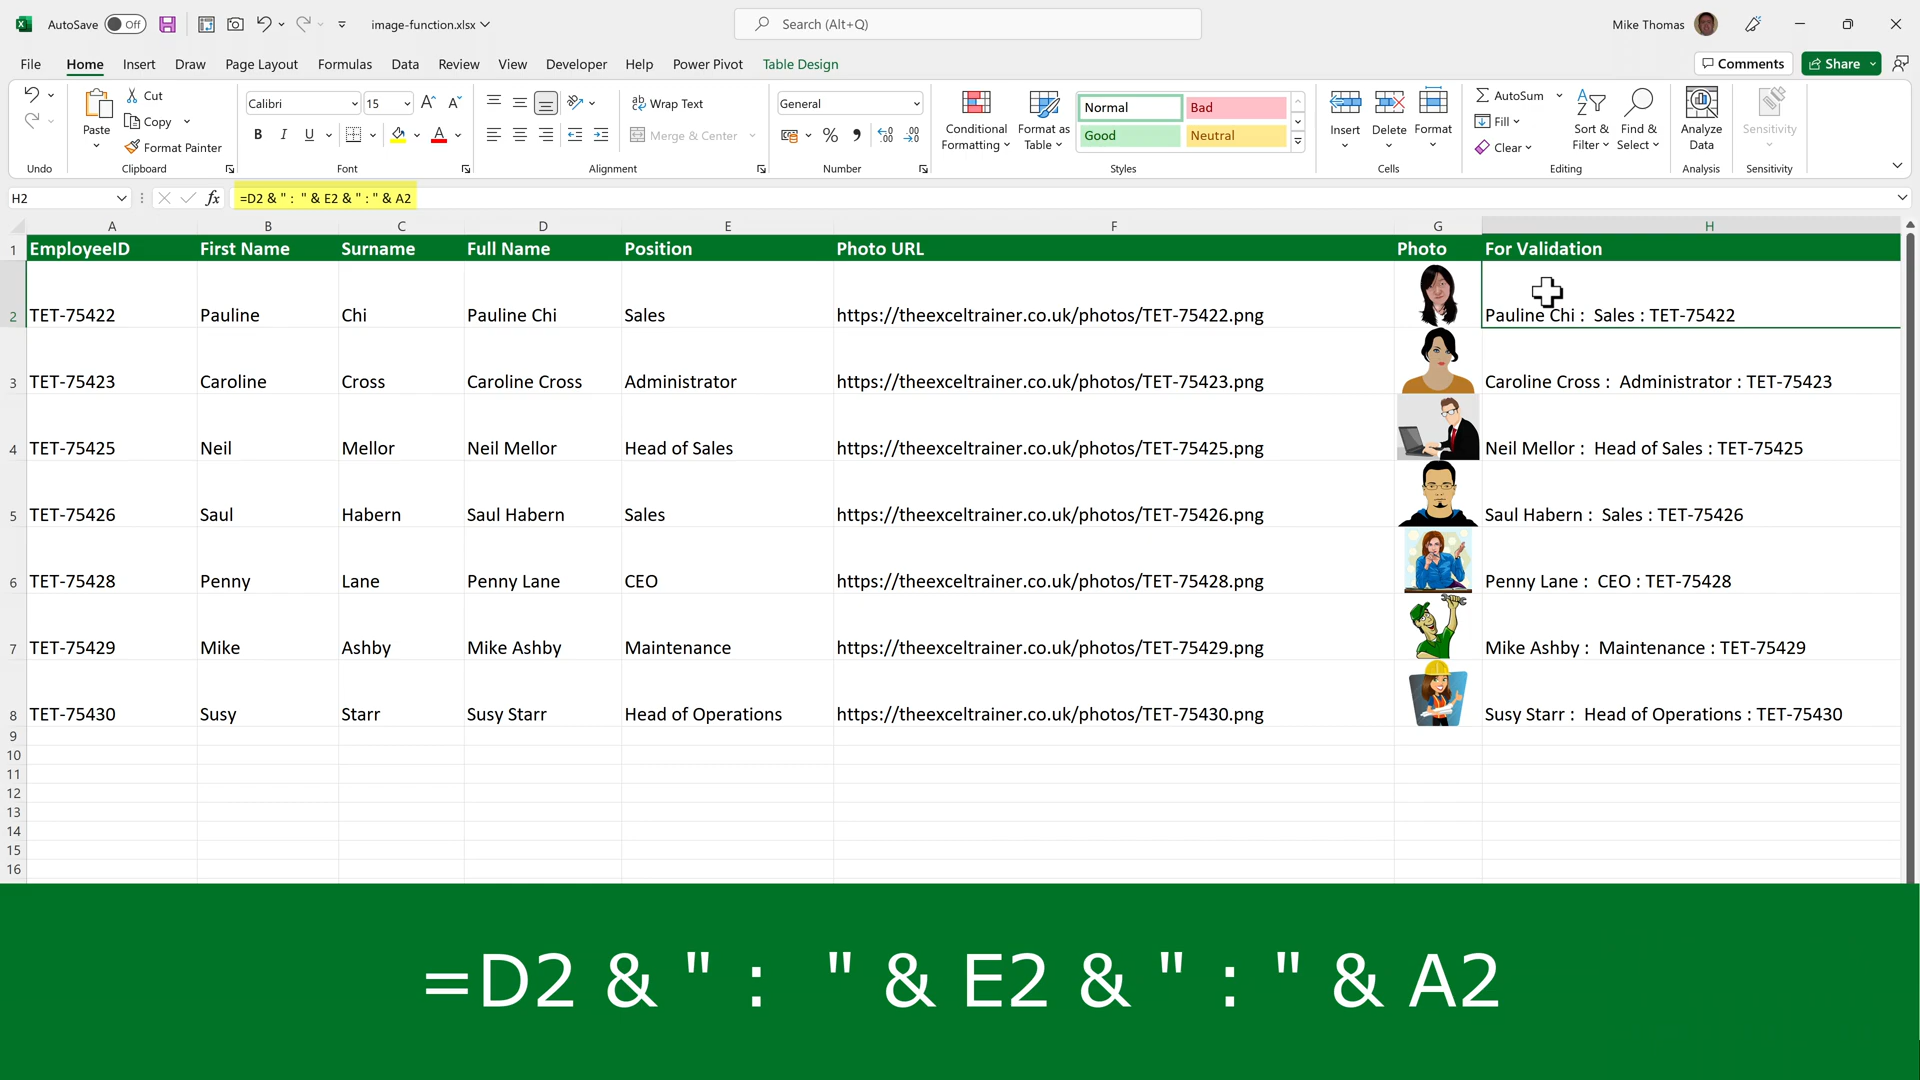 AutoSave Off image-function.xlsx Search (Alt+Q) Mike Thomas
File Home Insert Draw Page Layout Formulas Data Review View Developer Help Power Pivot Table Design Comments Share
Paste Cut Copy Format Painter
Calibri 15 B I U A
Wrap Text Merge & Center
General %
Conditional Formatting Format as Table Normal Bad Good Neutral
Insert Delete Format
AutoSum Fill Clear Sort & Filter Find & Select
Analyze Data Sensitivity
Undo Clipboard Font Alignment Number Styles Cells Editing Analysis Sensitivity
H2 fx =D2 & " :  " & E2 & " : " & A2
A B C D E F G H
1 EmployeeID First Name Surname Full Name Position Photo URL Photo For Validation
2 TET-75422 Pauline Chi Pauline Chi Sales https://theexceltrainer.co.uk/photos/TET-75422.png Pauline Chi :  Sales : TET-75422
3 TET-75423 Caroline Cross Caroline Cross Administrator https://theexceltrainer.co.uk/photos/TET-75423.png Caroline Cross :  Administrator : TET-75423
4 TET-75425 Neil Mellor Neil Mellor Head of Sales https://theexceltrainer.co.uk/photos/TET-75425.png Neil Mellor :  Head of Sales : TET-75425
5 TET-75426 Saul Habern Saul Habern Sales https://theexceltrainer.co.uk/photos/TET-75426.png Saul Habern :  Sales : TET-75426
6 TET-75428 Penny Lane Penny Lane CEO https://theexceltrainer.co.uk/photos/TET-75428.png Penny Lane :  CEO : TET-75428
7 TET-75429 Mike Ashby Mike Ashby Maintenance https://theexceltrainer.co.uk/photos/TET-75429.png Mike Ashby :  Maintenance : TET-75429
8 TET-75430 Susy Starr Susy Starr Head of Operations https://theexceltrainer.co.uk/photos/TET-75430.png Susy Starr :  Head of Operations : TET-75430
9
10
11
12
13
14
15
16
=D2 & " :  " & E2 & " : " & A2